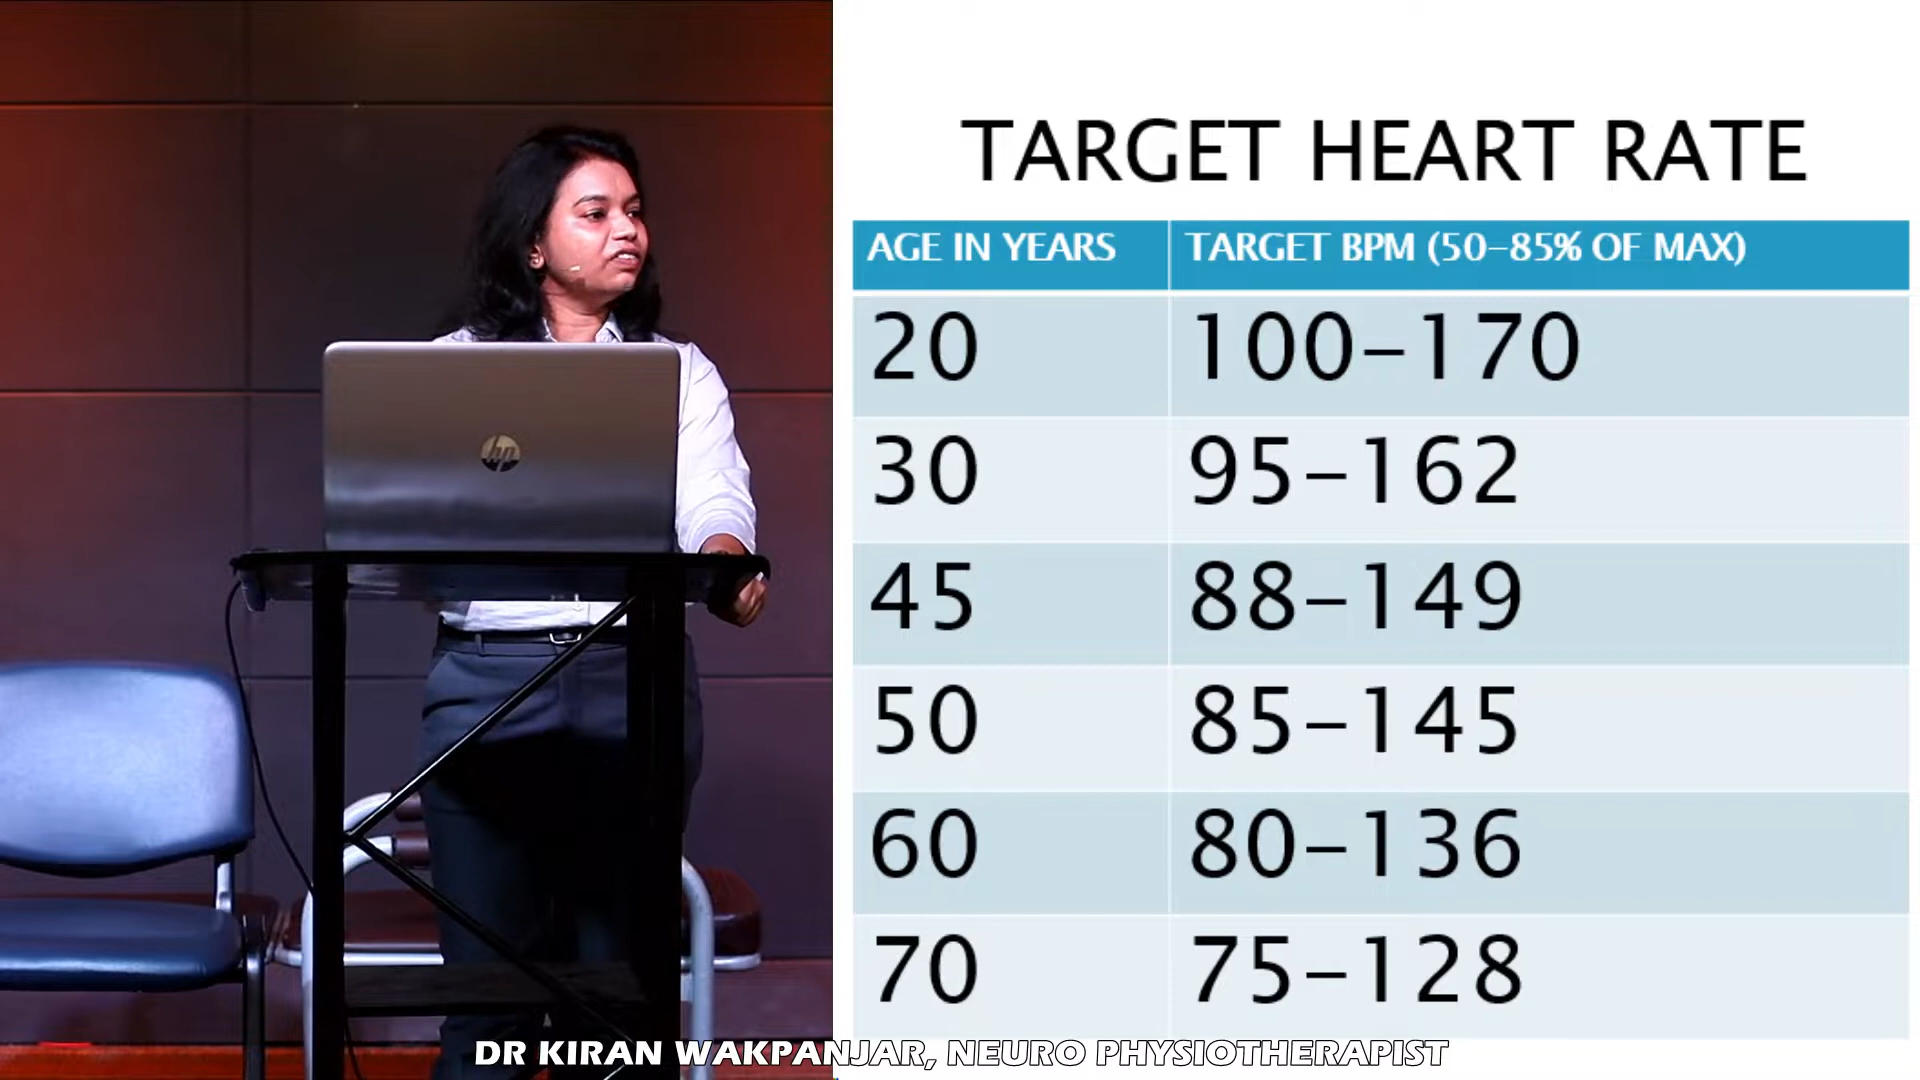 TARGET HEART RATE
AGE IN YEARS TARGET BPM (50–85% OF MAX)
20 100–170
30 95–162
45 88–149
50 85–145
60 80–136
70 75–128
hp
DR KIRAN WAKPANJAR, NEURO PHYSIOTHERAPIST